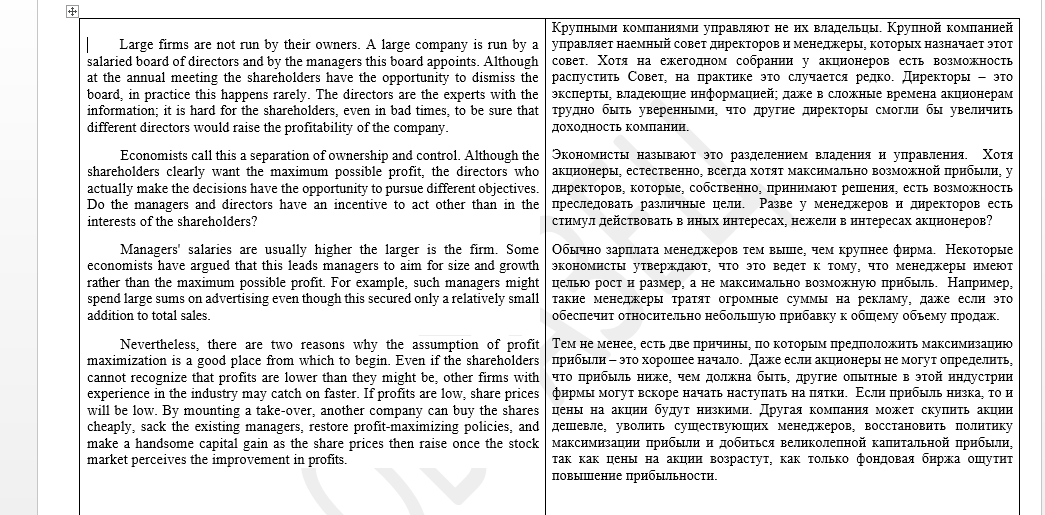 Large firms are not run by their owners. A large company is run by a
salaried board of directors and by the managers this board appoints. Although
at the annual meeting the shareholders have the opportunity to dismiss the
board, in practice this happens rarely. The directors are the experts with the
information; it is hard for the shareholders, even in bad times, to be sure that
different directors would raise the profitability of the company.
Economists call this a separation of ownership and control. Although the
shareholders clearly want the maximum possible profit, the directors who
actually make the decisions have the opportunity to pursue different objectives.
Do the managers and directors have an incentive to act other than in the
interests of the shareholders?
Managers' salaries are usually higher the larger is the firm. Some
economists have argued that this leads managers to aim for size and growth
rather than the maximum possible profit. For example, such managers might
spend large sums on advertising even though this secured only a relatively small
addition to total sales.
Nevertheless, there are two reasons why the assumption of profit
maximization is a good place from which to begin. Even if the shareholders
cannot recognize that profits are lower than they might be, other firms with
experience in the industry may catch on faster. If profits are low, share prices
will be low. By mounting a take-over, another company can buy the shares
cheaply, sack the existing managers, restore profit-maximizing policies, and
make a handsome capital gain as the share prices then raise once the stock
market perceives the improvement in profits.
Крупными компаниями управляют не их владельцы. Крупной компанией
управляет наемный совет директоров и менеджеры, которых назначает этот
совет. Хотя на ежегодном собрании у акционеров есть возможность
распустить Совет, на практике это случается редко. Директоры – это
эксперты, владеющие информацией; даже в сложные времена акционерам
трудно быть уверенными, что другие директоры смогли бы увеличить
доходность компании.
Экономисты называют это разделением владения и управления. Хотя
акционеры, естественно, всегда хотят максимально возможной прибыли, у
директоров, которые, собственно, принимают решения, есть возможность
преследовать различные цели. Разве у менеджеров и директоров есть
стимул действовать в иных интересах, нежели в интересах акционеров?
Обычно зарплата менеджеров тем выше, чем крупнее фирма. Некоторые
экономисты утверждают, что это ведет к тому, что менеджеры имеют
целью рост и размер, а не максимально возможную прибыль. Например,
такие менеджеры тратят огромные суммы на рекламу, даже если это
обеспечит относительно небольшую прибавку к общему объему продаж.
Тем не менее, есть две причины, по которым предположить максимизацию
прибыли – это хорошее начало. Даже если акционеры не могут определить,
что прибыль ниже, чем должна быть, другие опытные в этой индустрии
фирмы могут вскоре начать наступать на пятки. Если прибыль низка, то и
цены на акции будут низкими. Другая компания может скупить акции
дешевле, уволить существующих менеджеров, восстановить политику
максимизации прибыли и добиться великолепной капитальной прибыли,
так как цены на акции возрастут, как только фондовая биржа ощутит
повышение прибыльности.